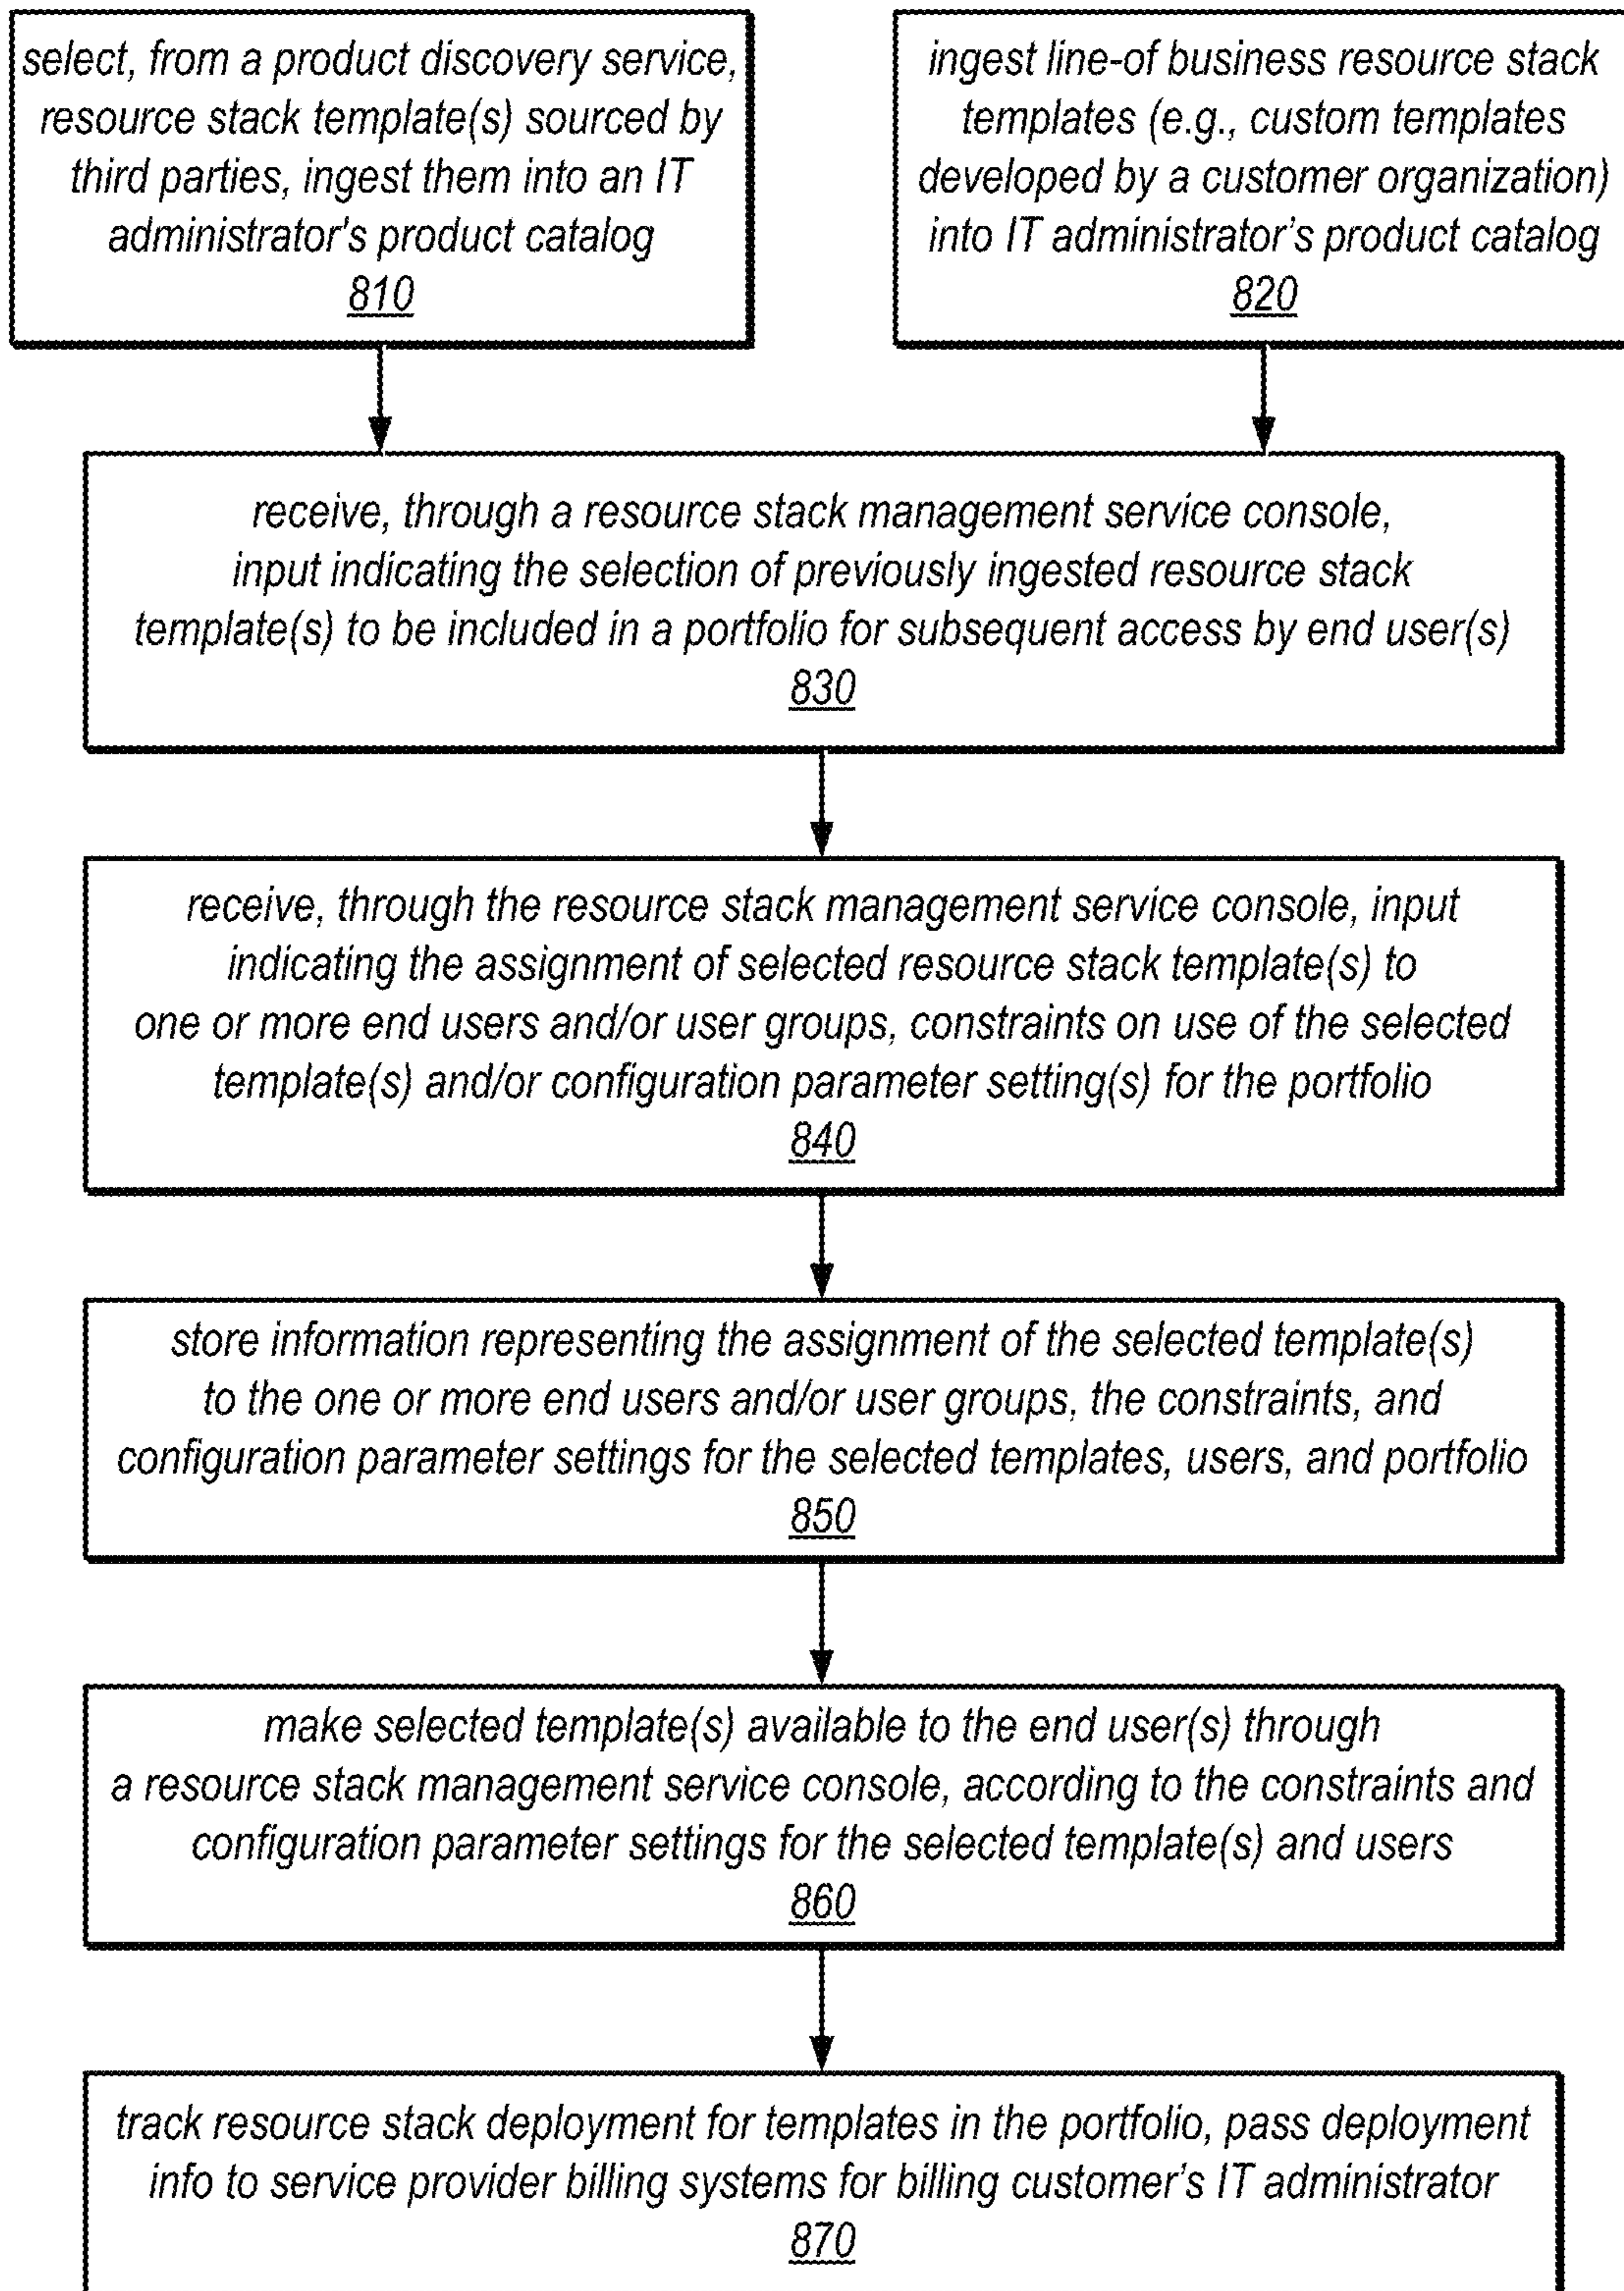 select, from a product discovery service,
resource stack template(s) sourced by
third parties, ingest them into an IT
administrator's product catalog
810
ingest line-of business resource stack
templates (e.g., custom templates
developed by a customer organization)
into IT administrator's product catalog
820
receive, through a resource stack management service console,
input indicating the selection of previously ingested resource stack
template(s) to be included in a portfolio for subsequent access by end user(s)
830
receive, through the resource stack management service console, input
indicating the assignment of selected resource stack template(s) to
one or more end users and/or user groups, constraints on use of the selected
template(s) and/or configuration parameter setting(s) for the portfolio
840
store information representing the assignment of the selected template(s)
to the one or more end users and/or user groups, the constraints, and
configuration parameter settings for the selected templates, users, and portfolio
850
make selected template(s) available to the end user(s) through
a resource stack management service console, according to the constraints and
configuration parameter settings for the selected template(s) and users
860
track resource stack deployment for templates in the portfolio, pass deployment
info to service provider billing systems for billing customer's IT administrator
870